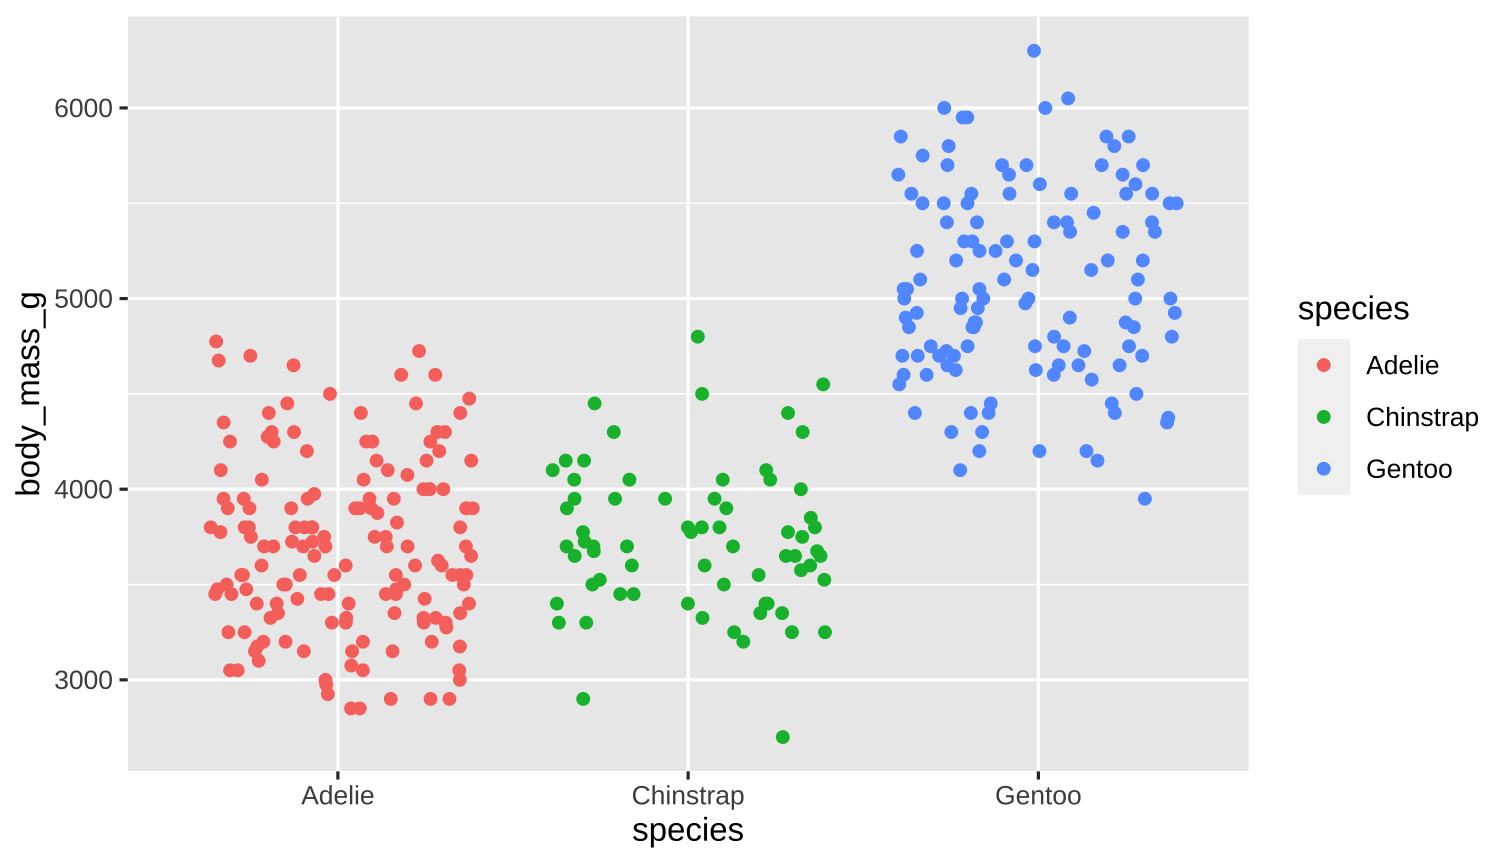 body_mass_g
6000
5000
4000
3000
Adelie
Chinstrap
Gentoo
species
species
Adelie
Chinstrap
Gentoo